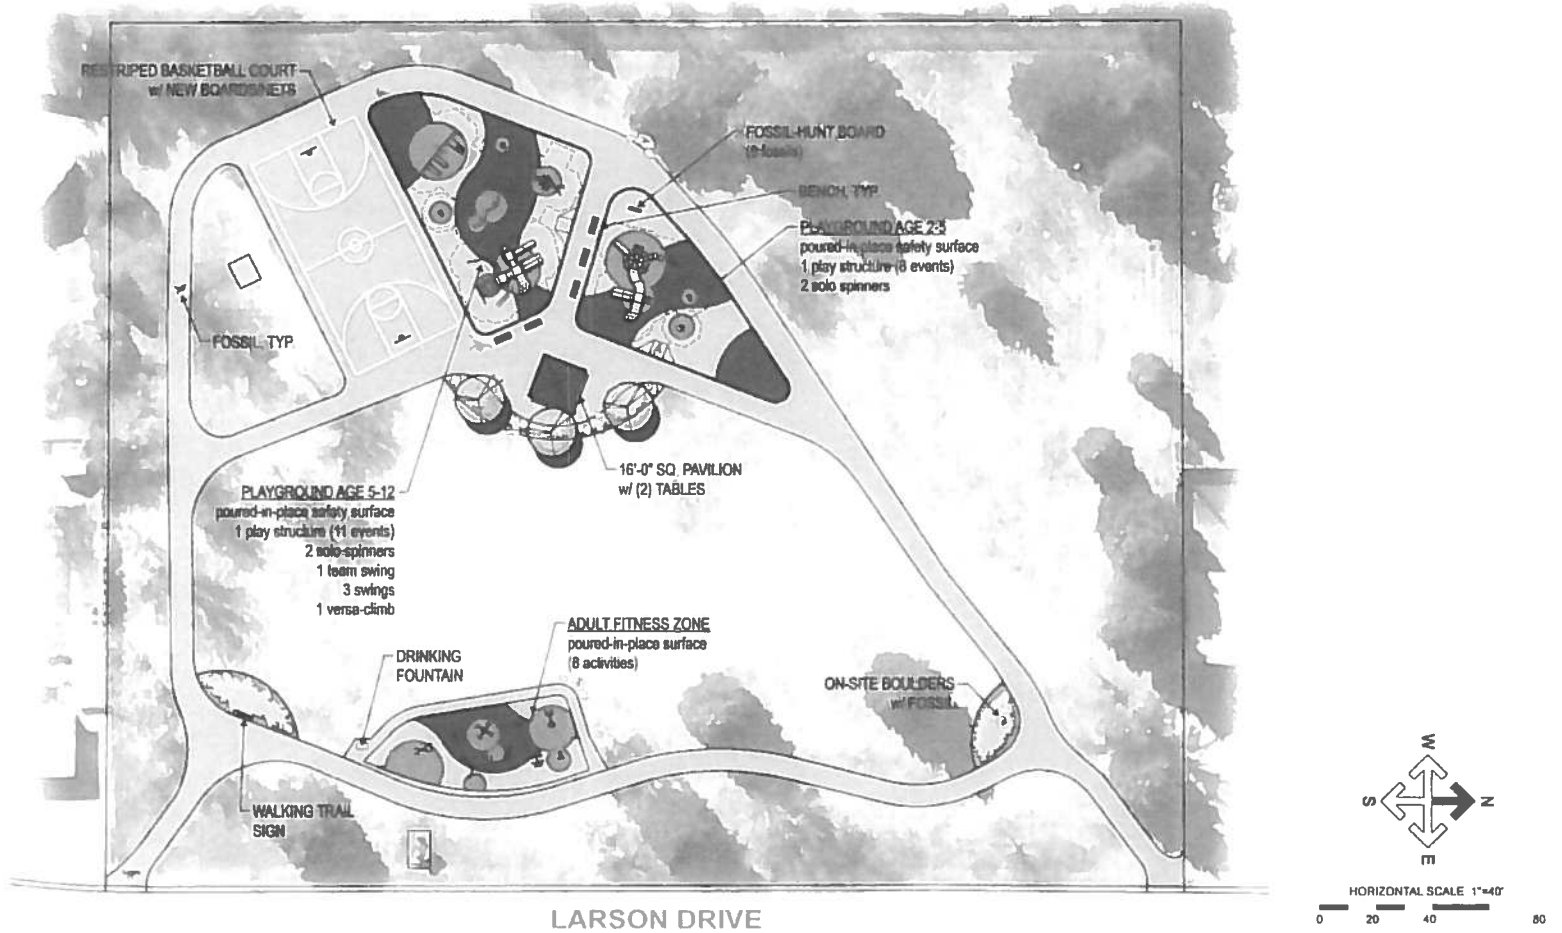 RESTRIPED BASKETBALL COURT
w/ NEW BOARDS/NETS
FOSSIL-HUNT BOARD
(8 fossils)
BENCH, TYP.
PLAYGROUND AGE 2-5
poured-in-place safety surface
1 play structure (8 events)
2 solo spinners
FOSSIL, TYP.
16'-0" SQ. PAVILION
w/ (2) TABLES
PLAYGROUND AGE 5-12
poured-in-place safety surface
1 play structure (11 events)
2 solo-spinners
1 team swing
3 swings
1 versa-climb
ADULT FITNESS ZONE
poured-in-place surface
(8 activities)
DRINKING
FOUNTAIN
ON-SITE BOULDERS
w/ FOSSIL
WALKING TRAIL
SIGN
W
S
N
E
HORIZONTAL SCALE 1"=40'
0 20 40 80
LARSON DRIVE